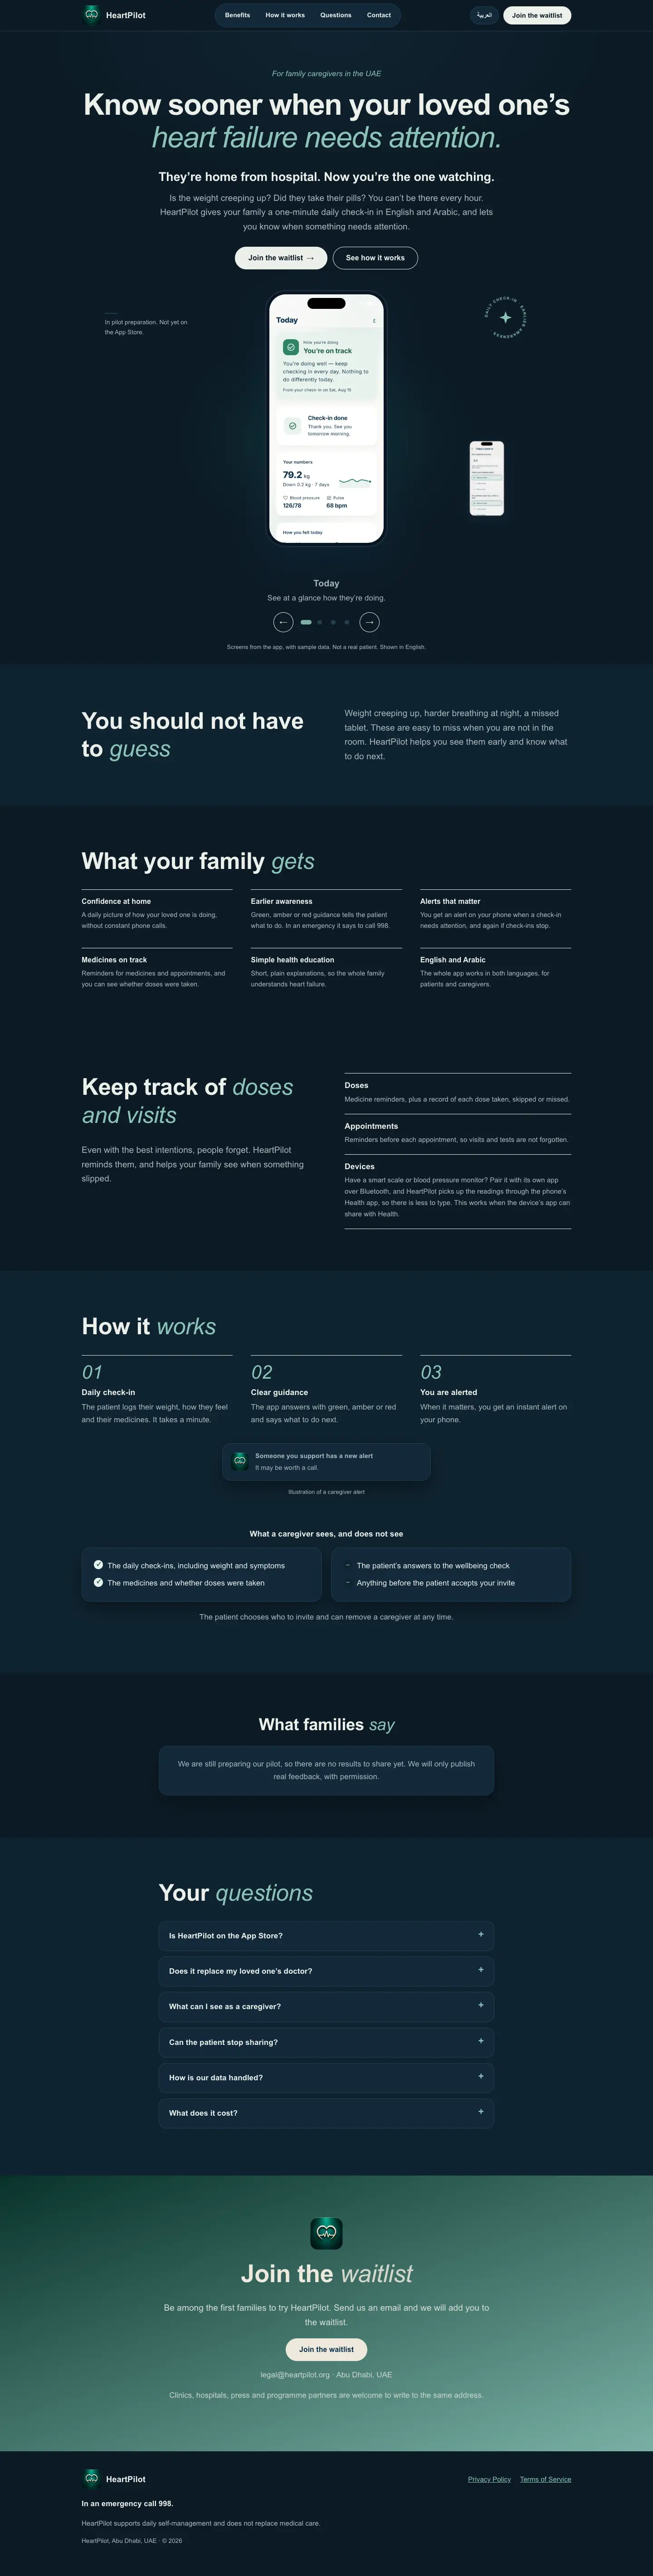 HeartPilot
Benefits How it works Questions Contact
العربية
Join the waitlist
For family caregivers in the UAE
Know sooner when your loved one’s
heart failure needs attention.
They’re home from hospital. Now you’re the one watching.
Is the weight creeping up? Did they take their pills? You can’t be there every hour.
HeartPilot gives your family a one-minute daily check-in in English and Arabic, and lets
you know when something needs attention.
Join the waitlist →
See how it works
In pilot preparation. Not yet on
the App Store.
Today
How you're doing
You're on track
You're doing well — keep
checking in every day. Nothing to
do differently today.
From your check-in on Sat, Aug 15
Check-in done
Thank you. See you
tomorrow morning.
Your numbers
79.2 kg
Down 0.2 kg · 7 days
Blood pressure Pulse
126/78 68 bpm
How you felt today
DAILY CHECK-IN · EARLIER AWARENESS
Today
See at a glance how they’re doing.
← →
Screens from the app, with sample data. Not a real patient. Shown in English.
You should not have
to guess
Weight creeping up, harder breathing at night, a missed
tablet. These are easy to miss when you are not in the
room. HeartPilot helps you see them early and know what
to do next.
What your family gets
Confidence at home
A daily picture of how your loved one is doing,
without constant phone calls.
Earlier awareness
Green, amber or red guidance tells the patient
what to do. In an emergency it says to call 998.
Alerts that matter
You get an alert on your phone when a check-in
needs attention, and again if check-ins stop.
Medicines on track
Reminders for medicines and appointments, and
you can see whether doses were taken.
Simple health education
Short, plain explanations, so the whole family
understands heart failure.
English and Arabic
The whole app works in both languages, for
patients and caregivers.
Keep track of doses
and visits
Even with the best intentions, people forget. HeartPilot
reminds them, and helps your family see when something
slipped.
Doses
Medicine reminders, plus a record of each dose taken, skipped or missed.
Appointments
Reminders before each appointment, so visits and tests are not forgotten.
Devices
Have a smart scale or blood pressure monitor? Pair it with its own app
over Bluetooth, and HeartPilot picks up the readings through the phone’s
Health app, so there is less to type. This works when the device’s app can
share with Health.
How it works
01
Daily check-in
The patient logs their weight, how they feel
and their medicines. It takes a minute.
02
Clear guidance
The app answers with green, amber or red
and says what to do next.
03
You are alerted
When it matters, you get an instant alert on
your phone.
Someone you support has a new alert
It may be worth a call.
Illustration of a caregiver alert
What a caregiver sees, and does not see
The daily check-ins, including weight and symptoms
The medicines and whether doses were taken
– The patient’s answers to the wellbeing check
– Anything before the patient accepts your invite
The patient chooses who to invite and can remove a caregiver at any time.
What families say
We are still preparing our pilot, so there are no results to share yet. We will only publish
real feedback, with permission.
Your questions
Is HeartPilot on the App Store? +
Does it replace my loved one’s doctor? +
What can I see as a caregiver? +
Can the patient stop sharing? +
How is our data handled? +
What does it cost? +
Join the waitlist
Be among the first families to try HeartPilot. Send us an email and we will add you to
the waitlist.
Join the waitlist
legal@heartpilot.org · Abu Dhabi, UAE
Clinics, hospitals, press and programme partners are welcome to write to the same address.
HeartPilot
Privacy Policy Terms of Service
In an emergency call 998.
HeartPilot supports daily self-management and does not replace medical care.
HeartPilot, Abu Dhabi, UAE · © 2026